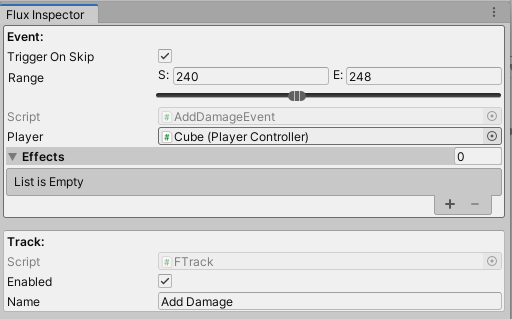 Flux Inspector
Event:
Trigger On Skip
Range S: 240 E: 248
Script # AddDamageEvent
Player # Cube (Player Controller)
Effects 0
List is Empty
+ −
Track:
Script # FTrack
Enabled
Name Add Damage